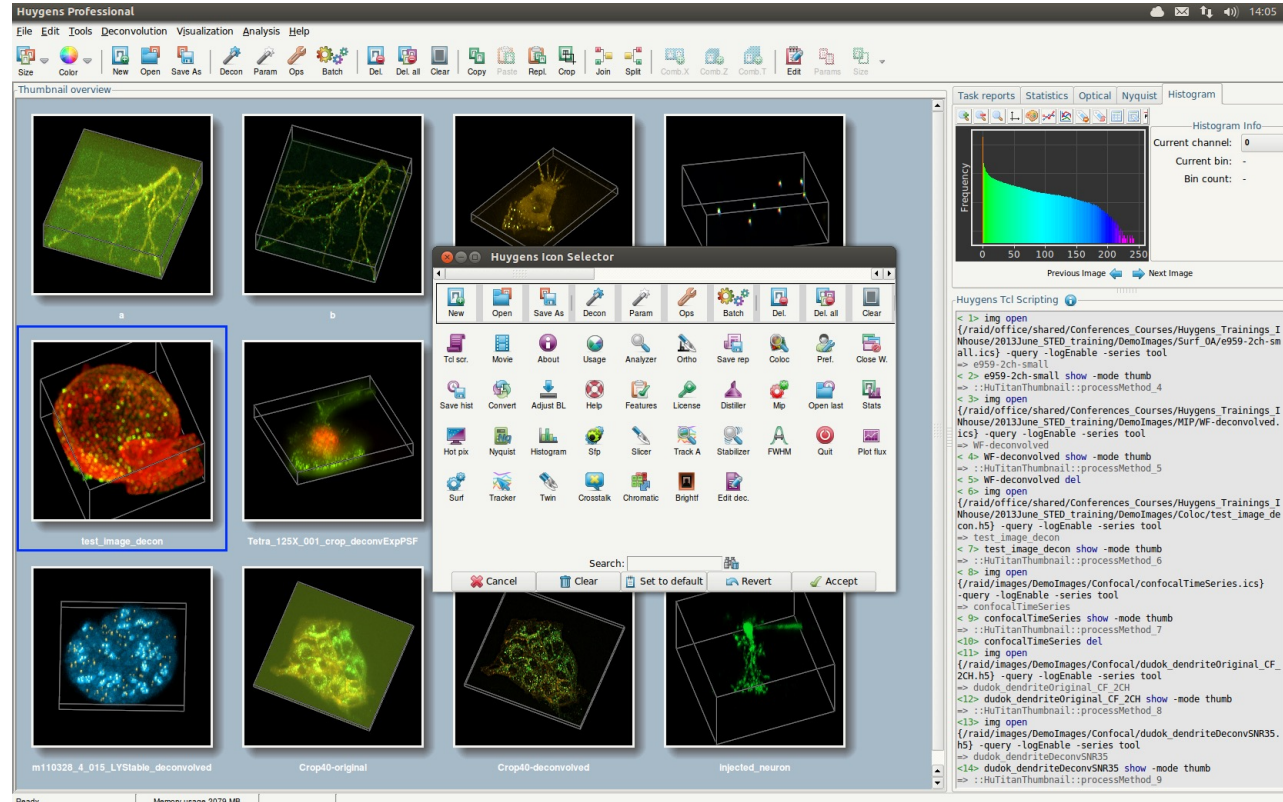 Huygens Professional
14:05
File Edit Tools Deconvolution Visualization Analysis Help
Size Color New Open Save As Decon Param Ops Batch Del. Del. all Clear Copy Paste Repl. Crop Join Split Comb.X Comb.Z Comb.T Edit Params Size
Thumbnail overview
a
b
test_image_decon
Tetra_125X_001_crop_deconvExpPSF
m110328_4_015_LYStable_deconvolved
Crop40-original
Crop40-deconvolved
injected_neuron
Huygens Icon Selector
New Open Save As Decon Param Ops Batch Del. Del. all Clear
Tcl scr. Movie About Usage Analyzer Ortho Save rep Coloc Pref. Close W.
Save hist Convert Adjust BL Help Features License Distiller Mip Open last Stats
Hot pix Nyquist Histogram Sfp Slicer Track A Stabilizer FWHM Quit Plot flux
Surf Tracker Twin Crosstalk Chromatic Brightf Edit dec.
Search:
Cancel Clear Set to default Revert Accept
Task reports Statistics Optical Nyquist Histogram
Histogram Info
Current channel: 0
Current bin: -
Bin count: -
Frequency
0 50 100 150 200 250
Previous Image Next Image
Huygens Tcl Scripting
< 1> img open
{/raid/office/shared/Conferences_Courses/Huygens_Trainings_I
Nhouse/2013June_STED_training/DemoImages/Surf_OA/e959-2ch-sm
all.ics} -query -logEnable -series tool
=> e959-2ch-small
< 2> e959-2ch-small show -mode thumb
=> ::HuTitanThumbnail::processMethod_4
< 3> img open
{/raid/office/shared/Conferences_Courses/Huygens_Trainings_I
Nhouse/2013June_STED_training/DemoImages/MIP/WF-deconvolved.
ics} -query -logEnable -series tool
=> WF-deconvolved
< 4> WF-deconvolved show -mode thumb
=> ::HuTitanThumbnail::processMethod_5
< 5> WF-deconvolved del
< 6> img open
{/raid/office/shared/Conferences_Courses/Huygens_Trainings_I
Nhouse/2013June_STED_training/DemoImages/Coloc/test_image_de
con.h5} -query -logEnable -series tool
=> test_image_decon
< 7> test_image_decon show -mode thumb
=> ::HuTitanThumbnail::processMethod_6
< 8> img open
{/raid/images/DemoImages/Confocal/confocalTimeSeries.ics}
-query -logEnable -series tool
=> confocalTimeSeries
< 9> confocalTimeSeries show -mode thumb
=> ::HuTitanThumbnail::processMethod_7
<10> confocalTimeSeries del
<11> img open
{/raid/images/DemoImages/Confocal/dudok_dendriteOriginal_CF_
2CH.h5} -query -logEnable -series tool
=> dudok_dendriteOriginal_CF_2CH
<12> dudok_dendriteOriginal_CF_2CH show -mode thumb
=> ::HuTitanThumbnail::processMethod_8
<13> img open
{/raid/images/DemoImages/Confocal/dudok_dendriteDeconvSNR35.
h5} -query -logEnable -series tool
=> dudok_dendriteDeconvSNR35
<14> dudok_dendriteDeconvSNR35 show -mode thumb
=> ::HuTitanThumbnail::processMethod_9
Ready
Memory usage 2079 MB